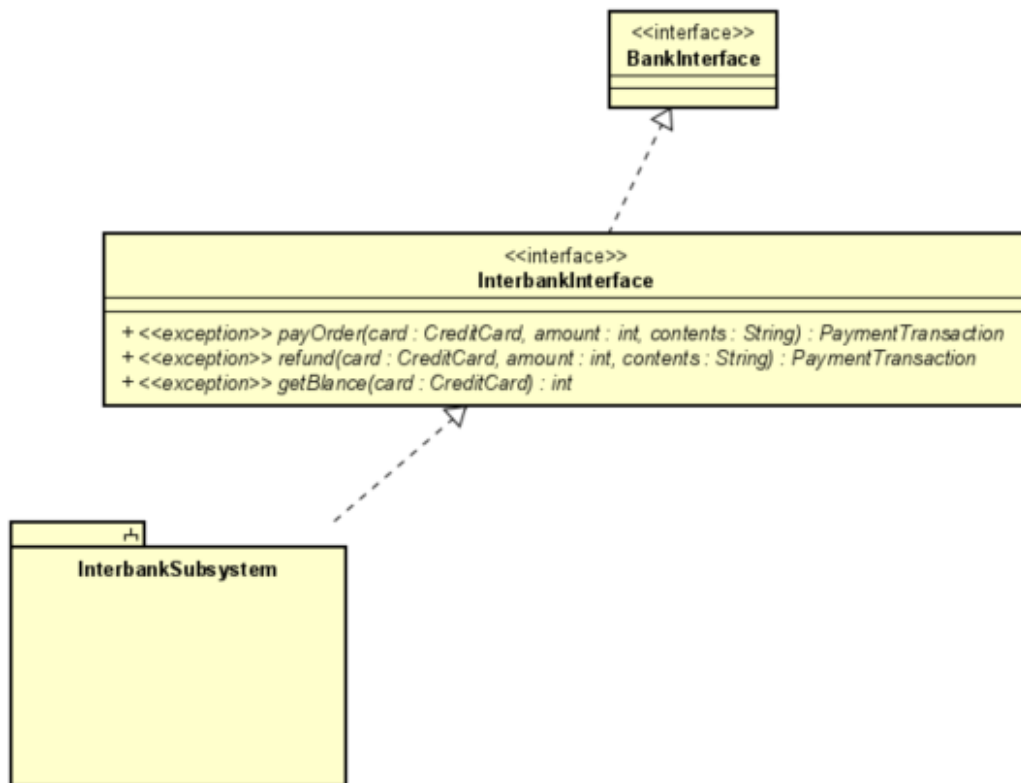 <<interface>>
BankInterface
<<interface>>
InterbankInterface
+ <<exception>> payOrder(card : CreditCard, amount : int, contents : String) : PaymentTransaction
+ <<exception>> refund(card : CreditCard, amount : int, contents : String) : PaymentTransaction
+ <<exception>> getBlance(card : CreditCard) : int
InterbankSubsystem